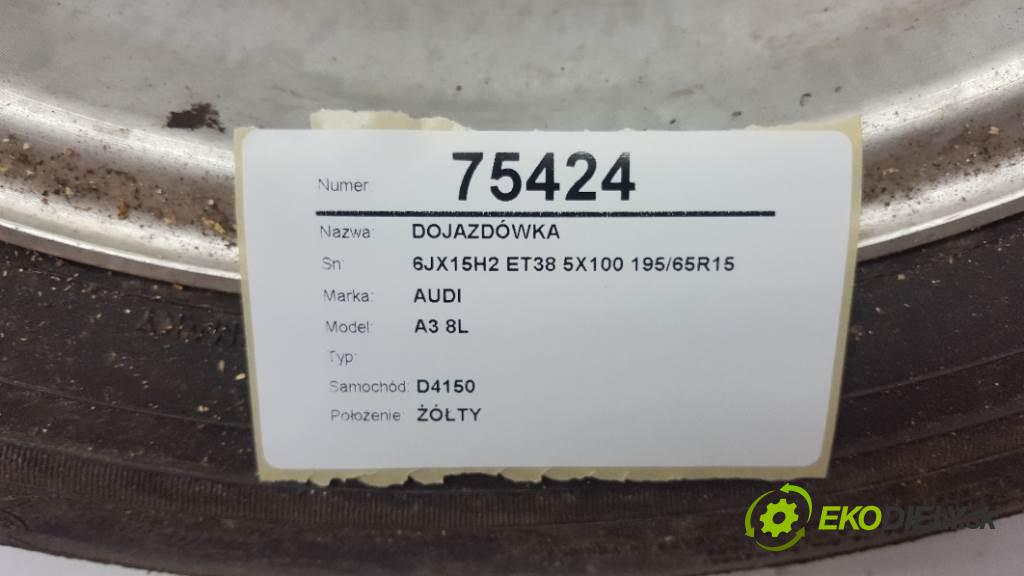 Numer: 75424
Nazwa: DOJAZDÓWKA
Sn: 6JX15H2 ET38 5X100 195/65R15
Marka: AUDI
Model: A3 8L
Typ:
Samochód: D4150
Położenie: ŻÓŁTY
EKODIELY.sk